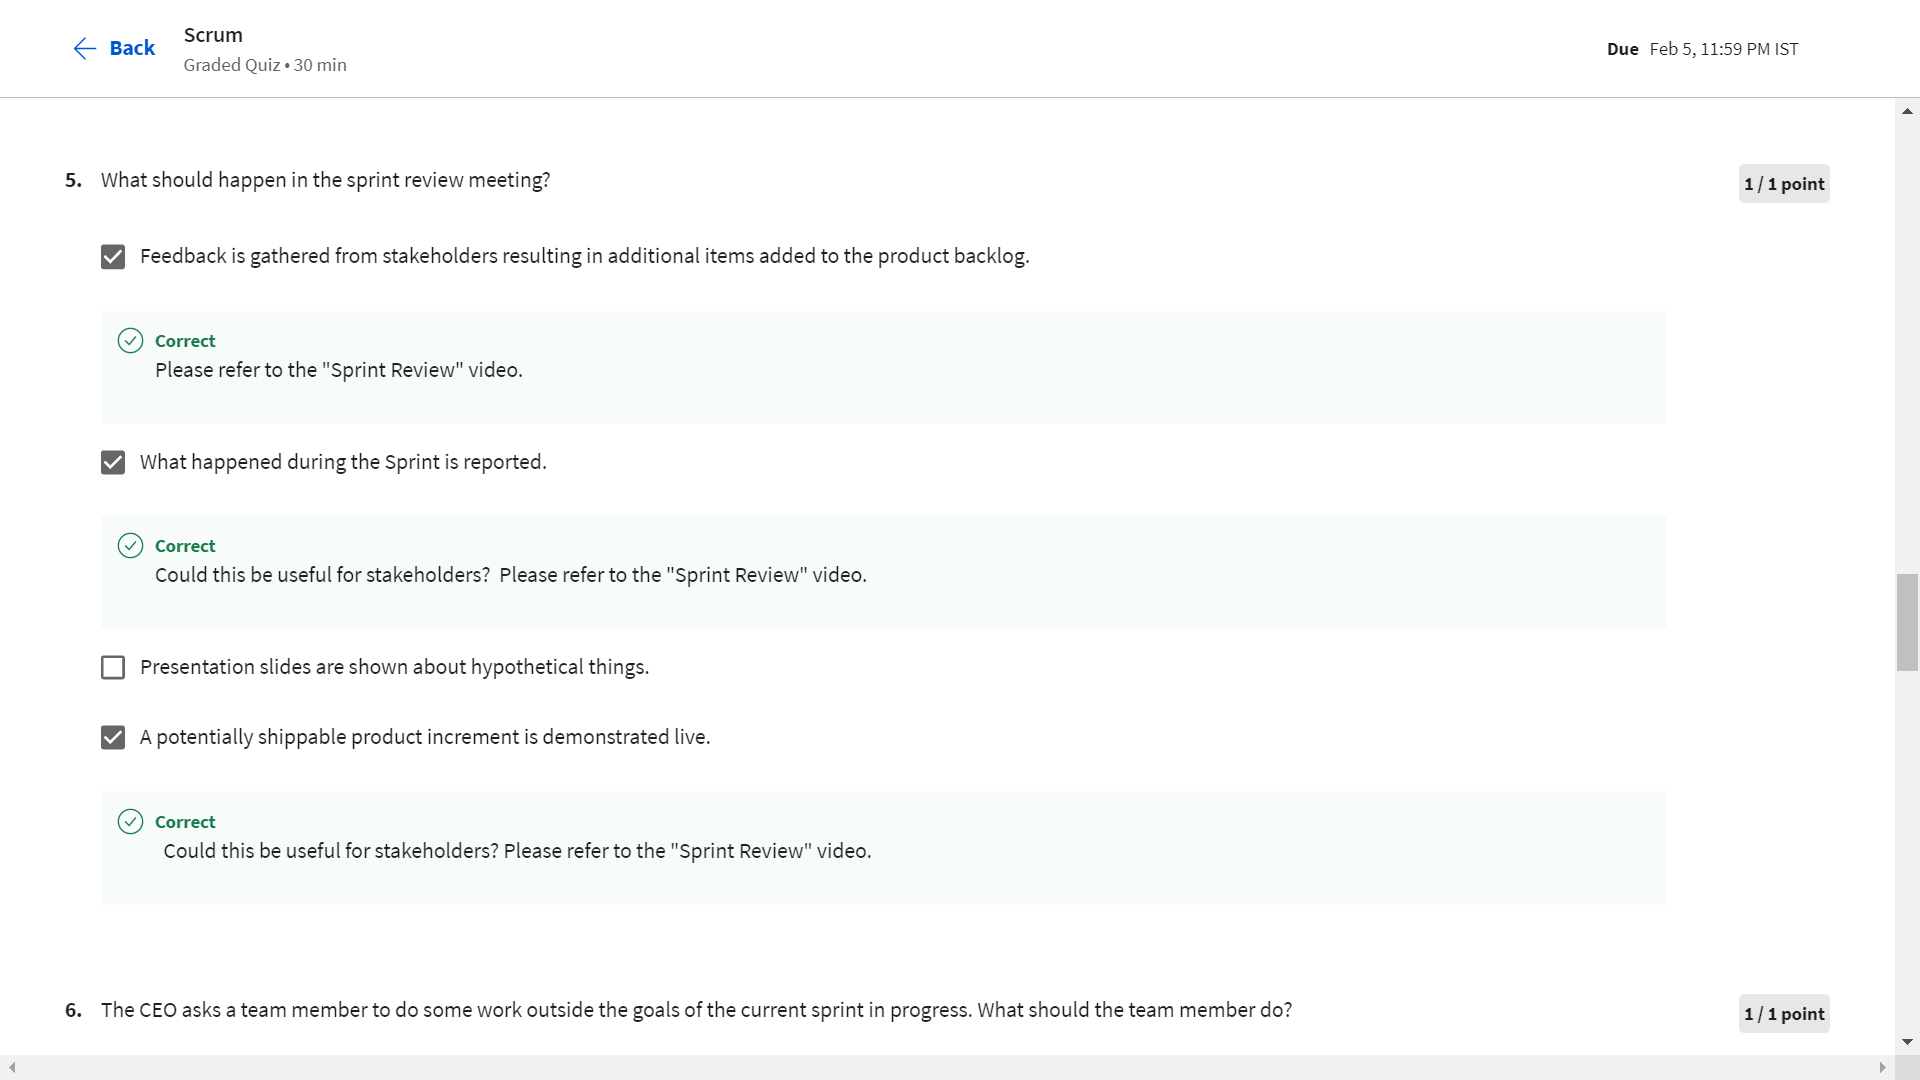 Back
Scrum
Graded Quiz • 30 min
Due Feb 5, 11:59 PM IST
5. What should happen in the sprint review meeting?
1 / 1 point
Feedback is gathered from stakeholders resulting in additional items added to the product backlog.
Correct
Please refer to the "Sprint Review" video.
What happened during the Sprint is reported.
Correct
Could this be useful for stakeholders?  Please refer to the "Sprint Review" video.
Presentation slides are shown about hypothetical things.
A potentially shippable product increment is demonstrated live.
Correct
Could this be useful for stakeholders? Please refer to the "Sprint Review" video.
6. The CEO asks a team member to do some work outside the goals of the current sprint in progress. What should the team member do?
1 / 1 point